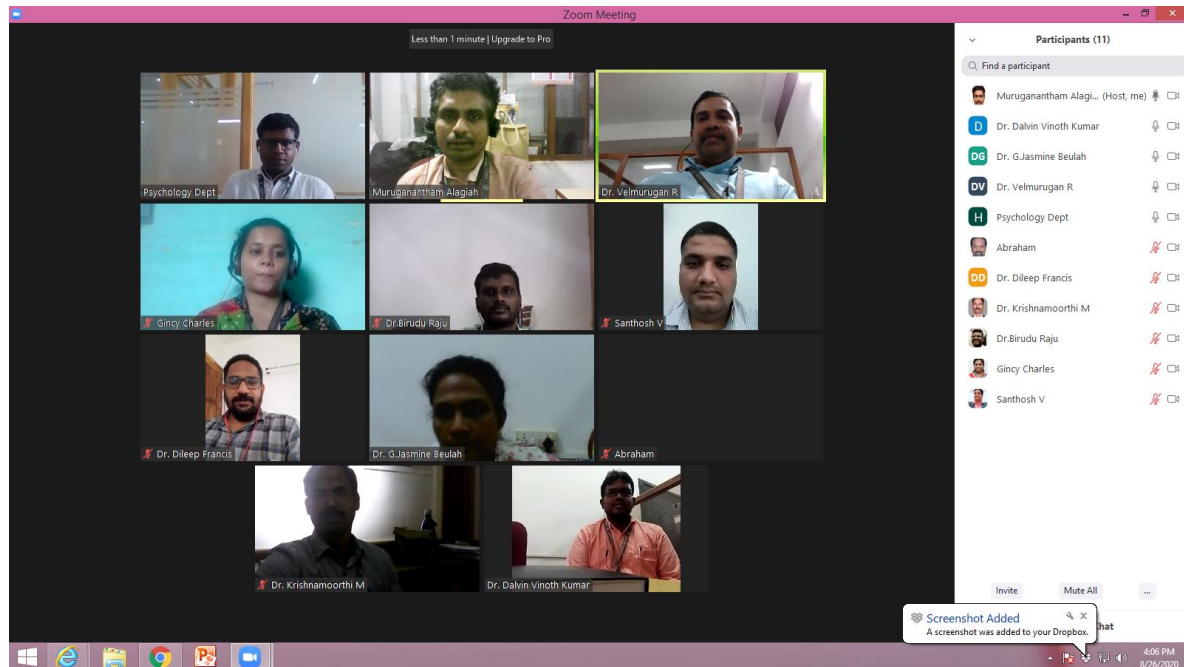 Zoom Meeting
Less than 1 minute | Upgrade to Pro
Psychology Dept
Muruganantham Alagiah
Dr. Velmurugan R
Gincy Charles
Dr.Birudu Raju
Santhosh V
Dr. Dileep Francis
Dr. G.Jasmine Beulah
Abraham
Dr. Krishnamoorthi M
Dr. Dalvin Vinoth Kumar
Participants (11)
Find a participant
Muruganantham Alagi... (Host, me)
D Dr. Dalvin Vinoth Kumar
DG Dr. G.Jasmine Beulah
DV Dr. Velmurugan R
H Psychology Dept
Abraham
DD Dr. Dileep Francis
Dr. Krishnamoorthi M
Dr.Birudu Raju
Gincy Charles
Santhosh V
Invite Mute All ...
Screenshot Added
A screenshot was added to your Dropbox.
hat
4:06 PM
8/26/2020